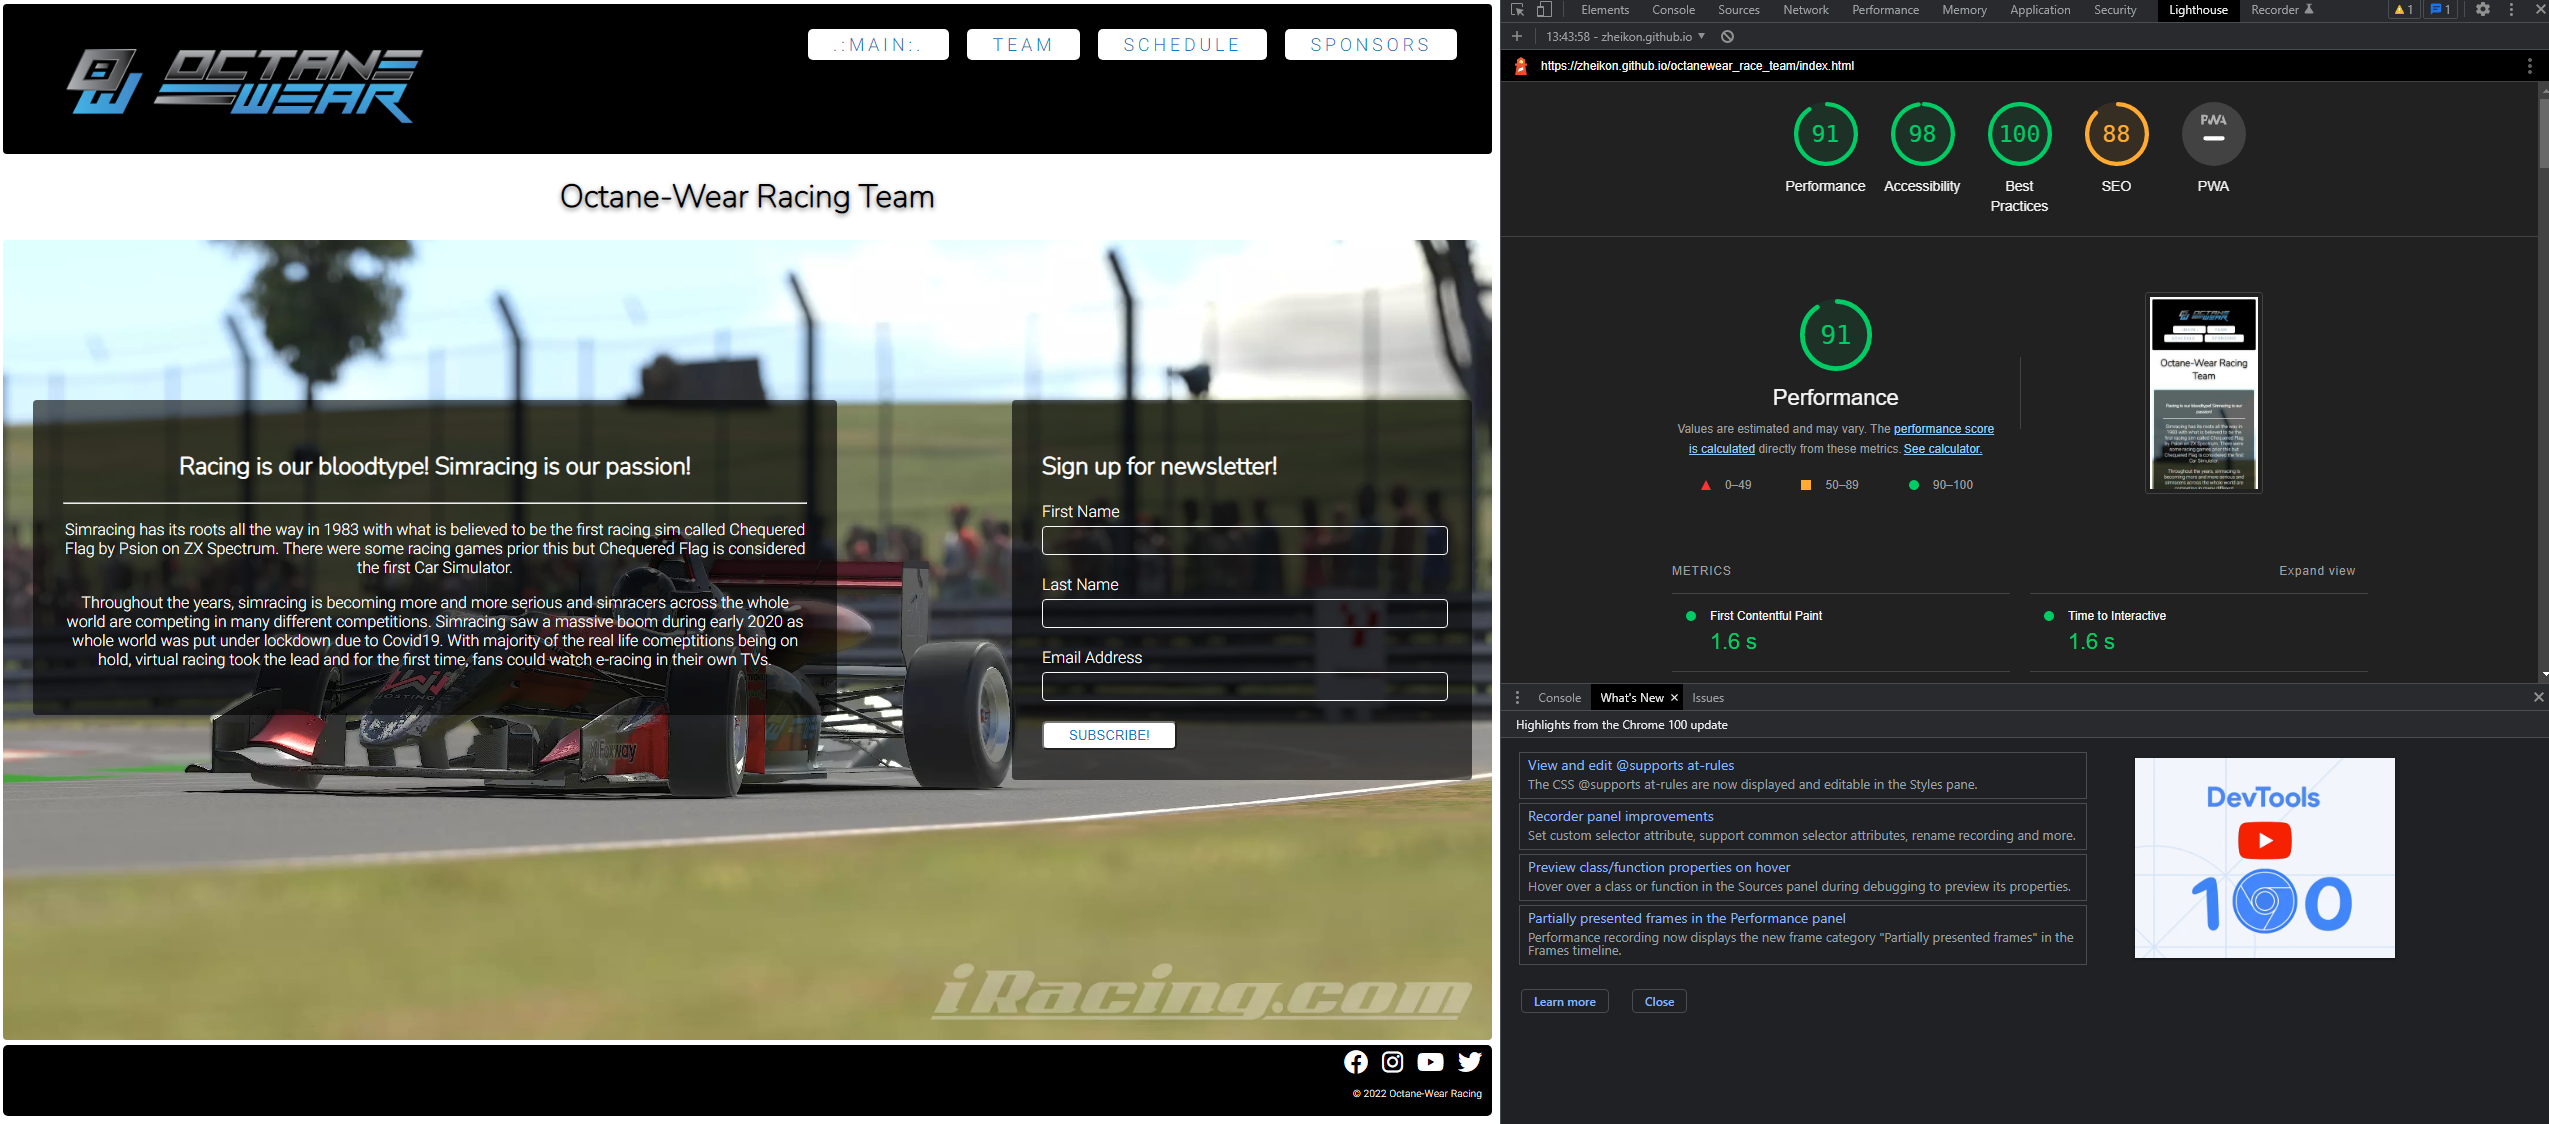 OCTANE
WEAR
.:MAIN:.
TEAM
SCHEDULE
SPONSORS
Octane-Wear Racing Team
Racing is our bloodtype! Simracing is our passion!
Simracing has its roots all the way in 1983 with what is believed to be the first racing sim called Chequered
Flag by Psion on ZX Spectrum. There were some racing games prior this but Chequered Flag is considered
the first Car Simulator.
Throughout the years, simracing is becoming more and more serious and simracers across the whole
world are competing in many different competitions. Simracing saw a massive boom during early 2020 as
whole world was put under lockdown due to Covid19. With majority of the real life comeptitions being on
hold, virtual racing took the lead and for the first time, fans could watch e-racing in their own TVs.
Sign up for newsletter!
First Name
Last Name
Email Address
SUBSCRIBE!
iRacing.com
© 2022 Octane-Wear Racing
Elements
Console
Sources
Network
Performance
Memory
Application
Security
Lighthouse
Recorder
1
1
13:43:58 - zheikon.github.io
https://zheikon.github.io/octanewear_race_team/index.html
91
98
100
88
PWA
Performance
Accessibility
Best
Practices
SEO
PWA
91
Performance
Values are estimated and may vary. The performance score
is calculated directly from these metrics. See calculator.
0–49
50–89
90–100
Octane-Wear Racing
Team
METRICS
Expand view
First Contentful Paint
1.6 s
Time to Interactive
1.6 s
Console
What's New
Issues
Highlights from the Chrome 100 update
View and edit @supports at-rules
The CSS @supports at-rules are now displayed and editable in the Styles pane.
Recorder panel improvements
Set custom selector attribute, support common selector attributes, rename recording and more.
Preview class/function properties on hover
Hover over a class or function in the Sources panel during debugging to preview its properties.
Partially presented frames in the Performance panel
Performance recording now displays the new frame category "Partially presented frames" in the
Frames timeline.
Learn more
Close
DevTools
100